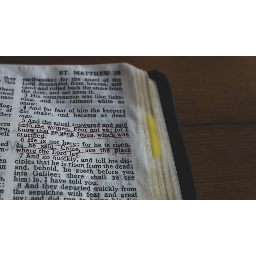 ST. MATTHEW 28
earthquake: for the angel of the
Lord descended from heaven, and
came and rolled back the stone from
the door, and sat upon it.
3 His countenance was like light-
ning, and his raiment white as
snow:
4 And for fear of him the keepers
did shake, and became as dead
men.
5 And the angel answered and said
unto the women, Fear not ye: for I
know that ye seek Jesus, which was
crucified.
6 He is not here: for he is risen,
as he said. Come, see the place
where the Lord lay.
7 And go quickly, and tell his dis-
ciples that he is risen from the dead;
and, behold, he goeth before you
into Galilee; there shall ye see
him: lo, I have told you.
8 And they departed quickly from
the sepulchre with fear and great
joy; and did run to bring his